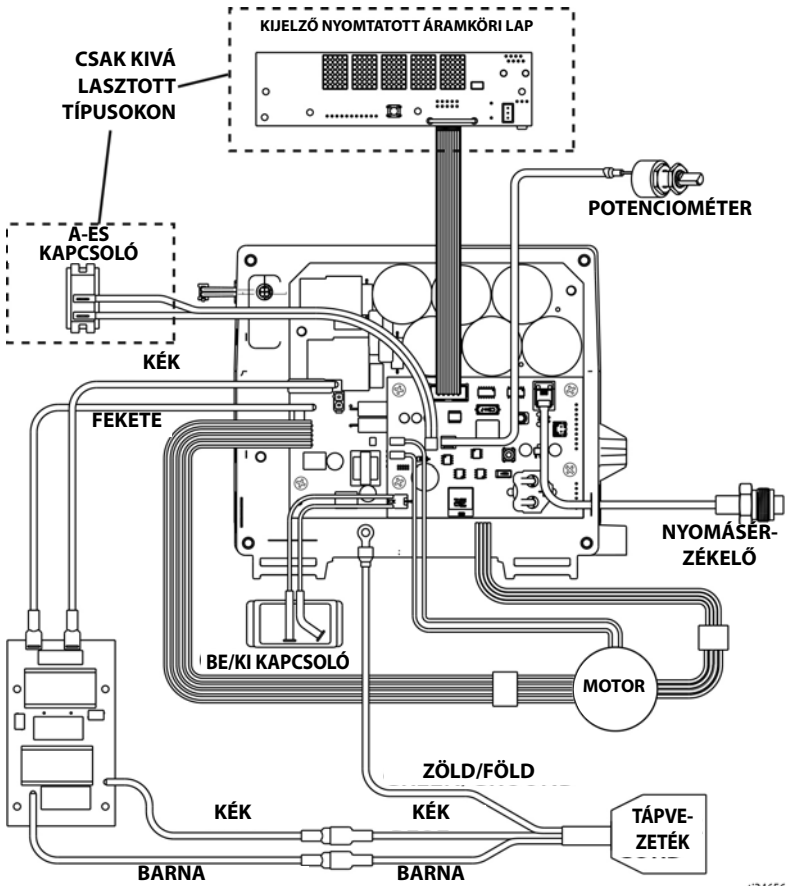 KIJELZŐ NYOMTATOTT ÁRAMKÖRI LAP
CSAK KIVÁ
LASZTOTT
TÍPUSOKON
POTENCIOMÉTER
A-ES
KAPCSOLÓ
KÉK
FEKETE
NYOMÁSÉR-
ZÉKELŐ
BE/KI KAPCSOLÓ
MOTOR
ZÖLD/FÖLD
KÉK
KÉK
TÁPVE-
ZETÉK
BARNA
BARNA